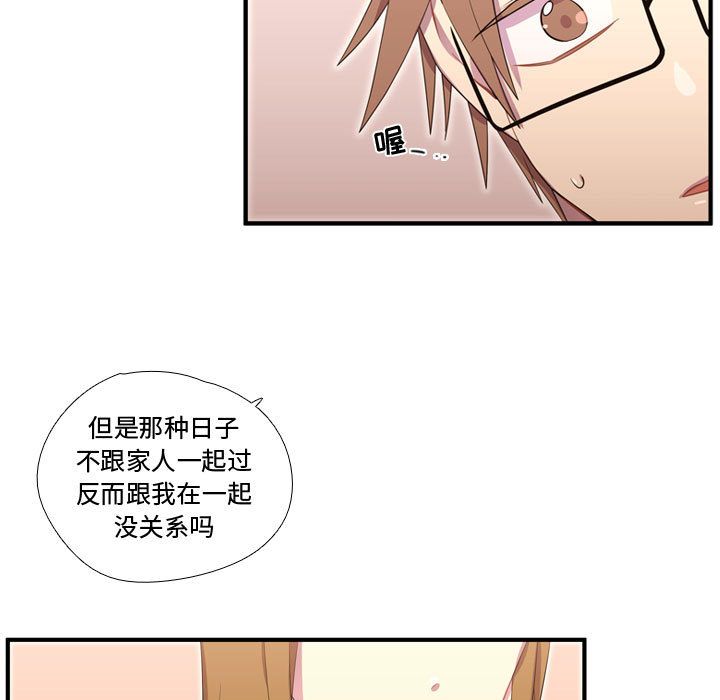 喔_…
但是那种日子
不跟家人一起过
反而跟我在一起
没关系吗